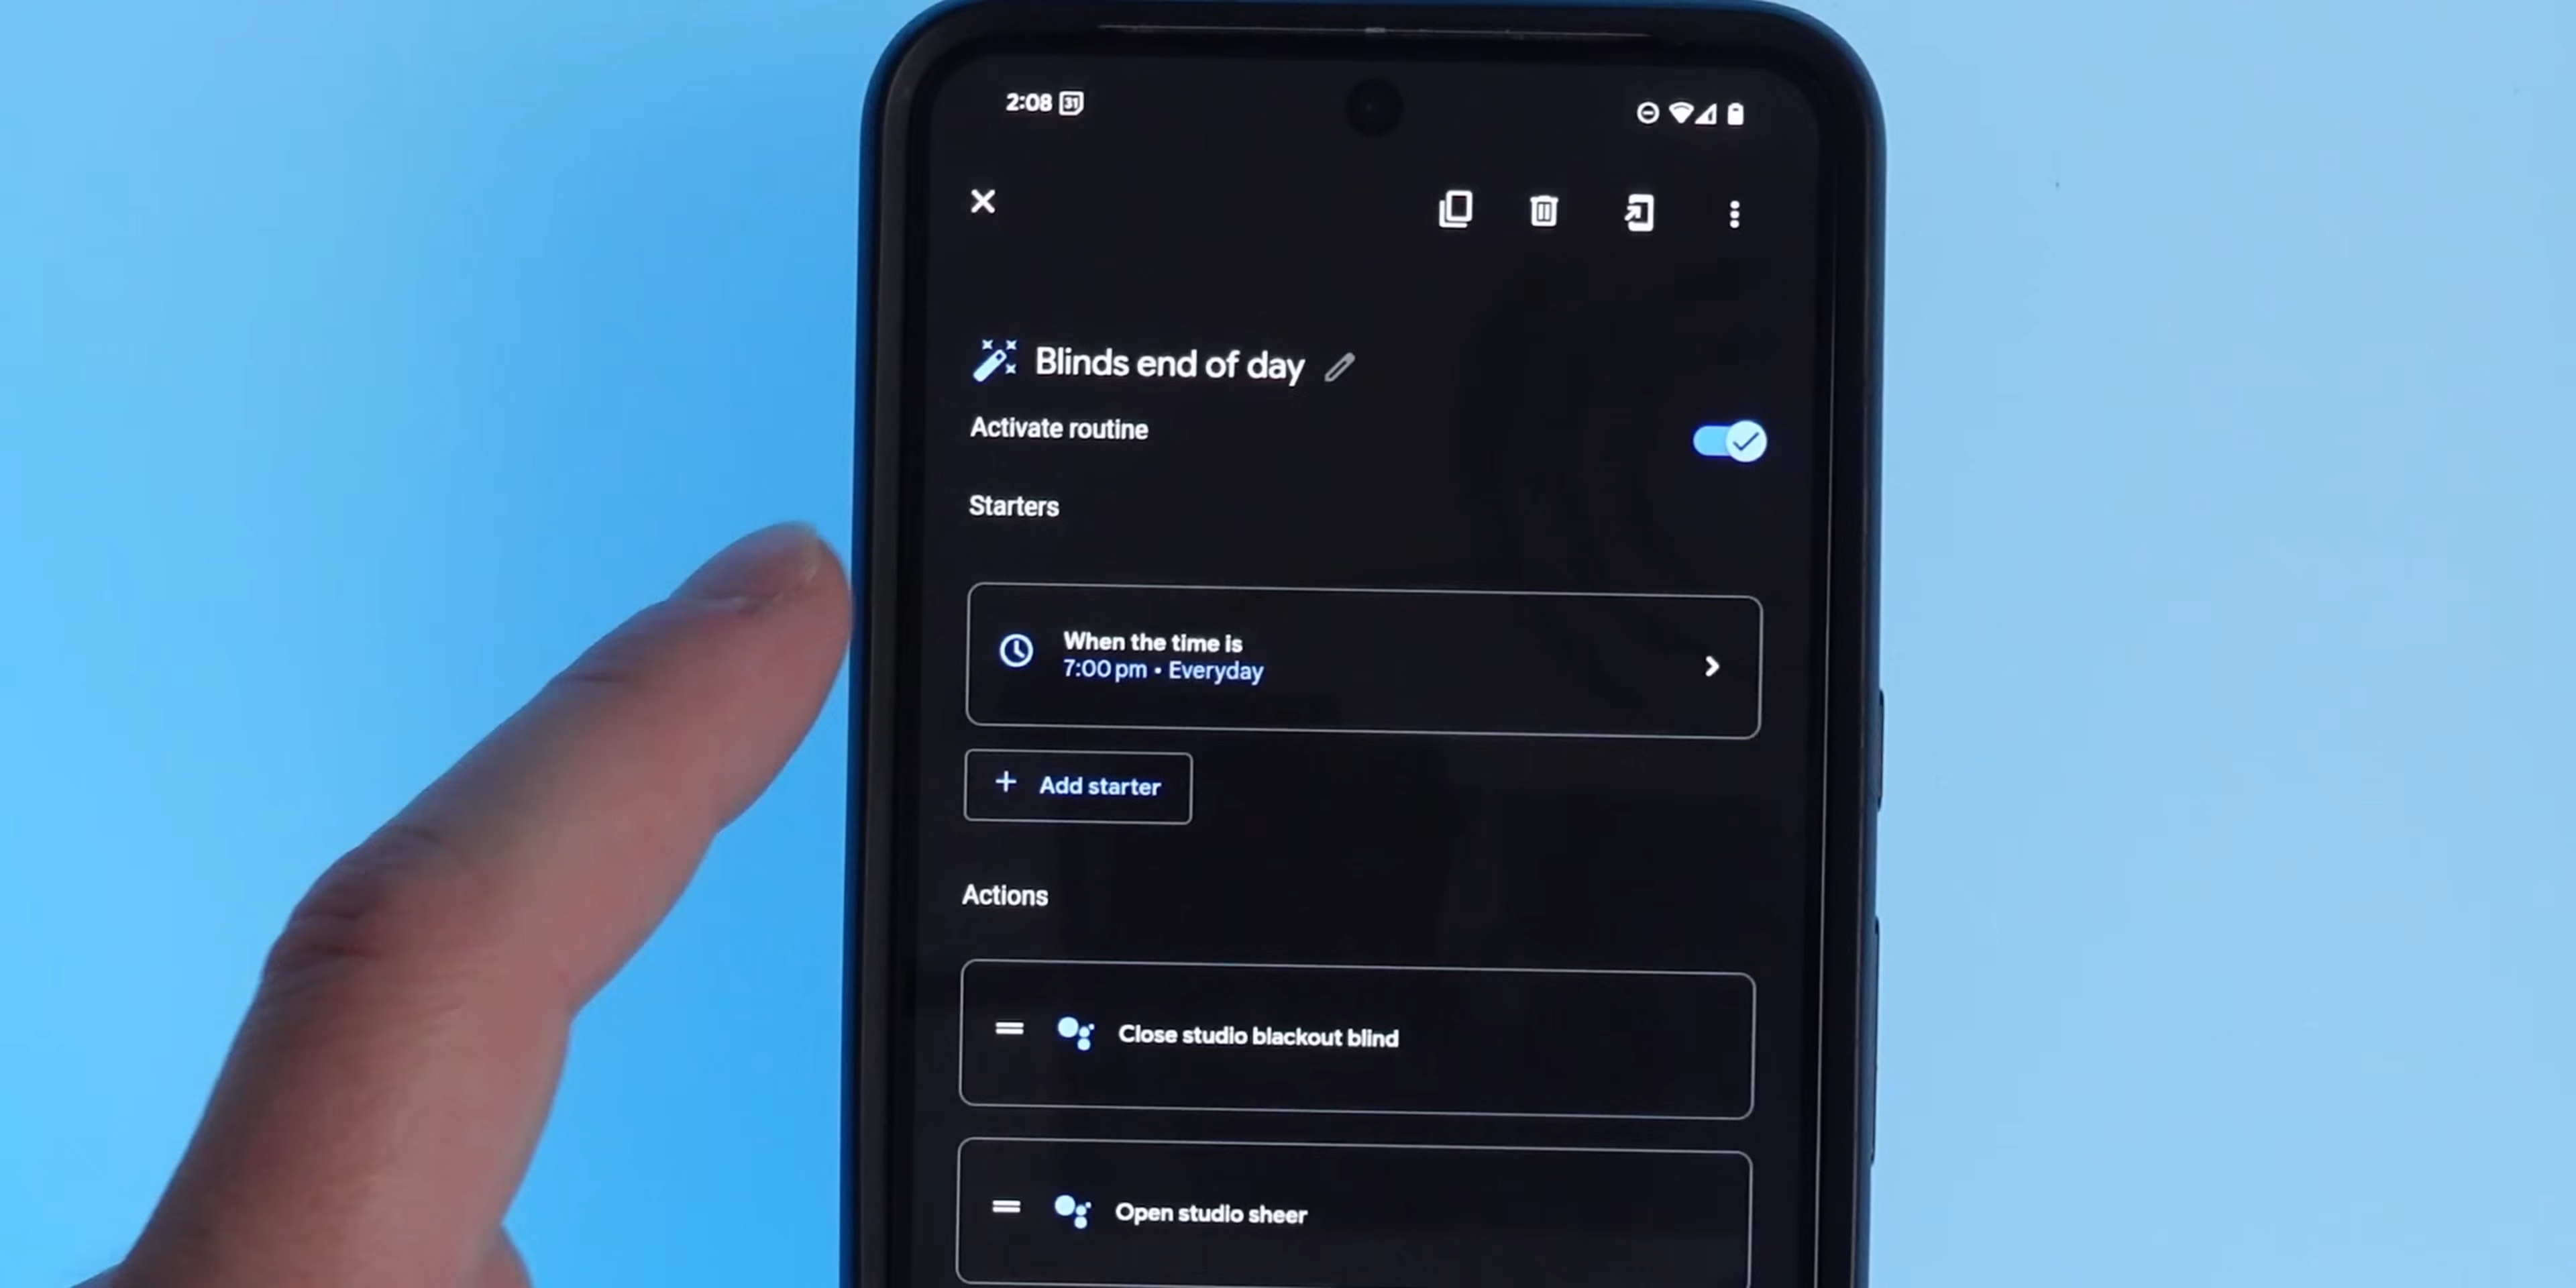 2:08 31
Blinds end of day
Activate routine
Starters
When the time is
7:00 pm • Everyday
+ Add starter
Actions
Close studio blackout blind
Open studio sheer